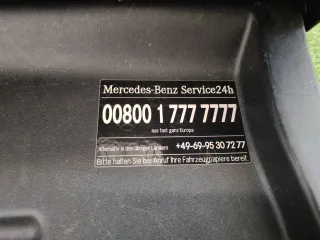 Mercedes-Benz Service24h
00800 1 777 7777
aus fast ganz Europa
Alternativ in den übrigen Ländern +49-69-95 30 72 77
Bitte halten Sie bei Anruf Ihre Fahrzeugpapiere bereit.